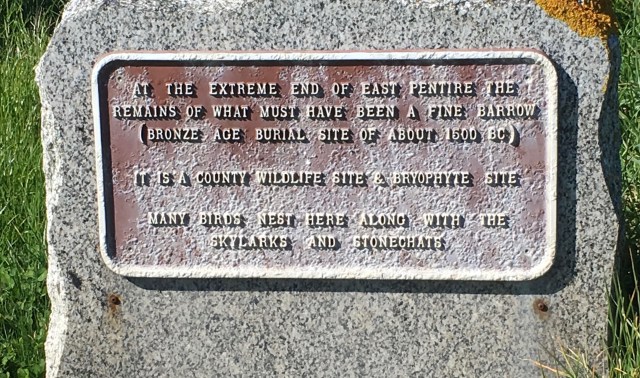 AT THE EXTREME END OF EAST PENTIRE THE
REMAINS OF WHAT MUST HAVE BEEN A FINE BARROW
(BRONZE AGE BURIAL SITE OF ABOUT 1500 BC)
IT IS A COUNTY WILDLIFE SITE & BRYOPHYTE SITE
MANY BIRDS NEST HERE ALONG WITH THE
SKYLARKS AND STONECHATS